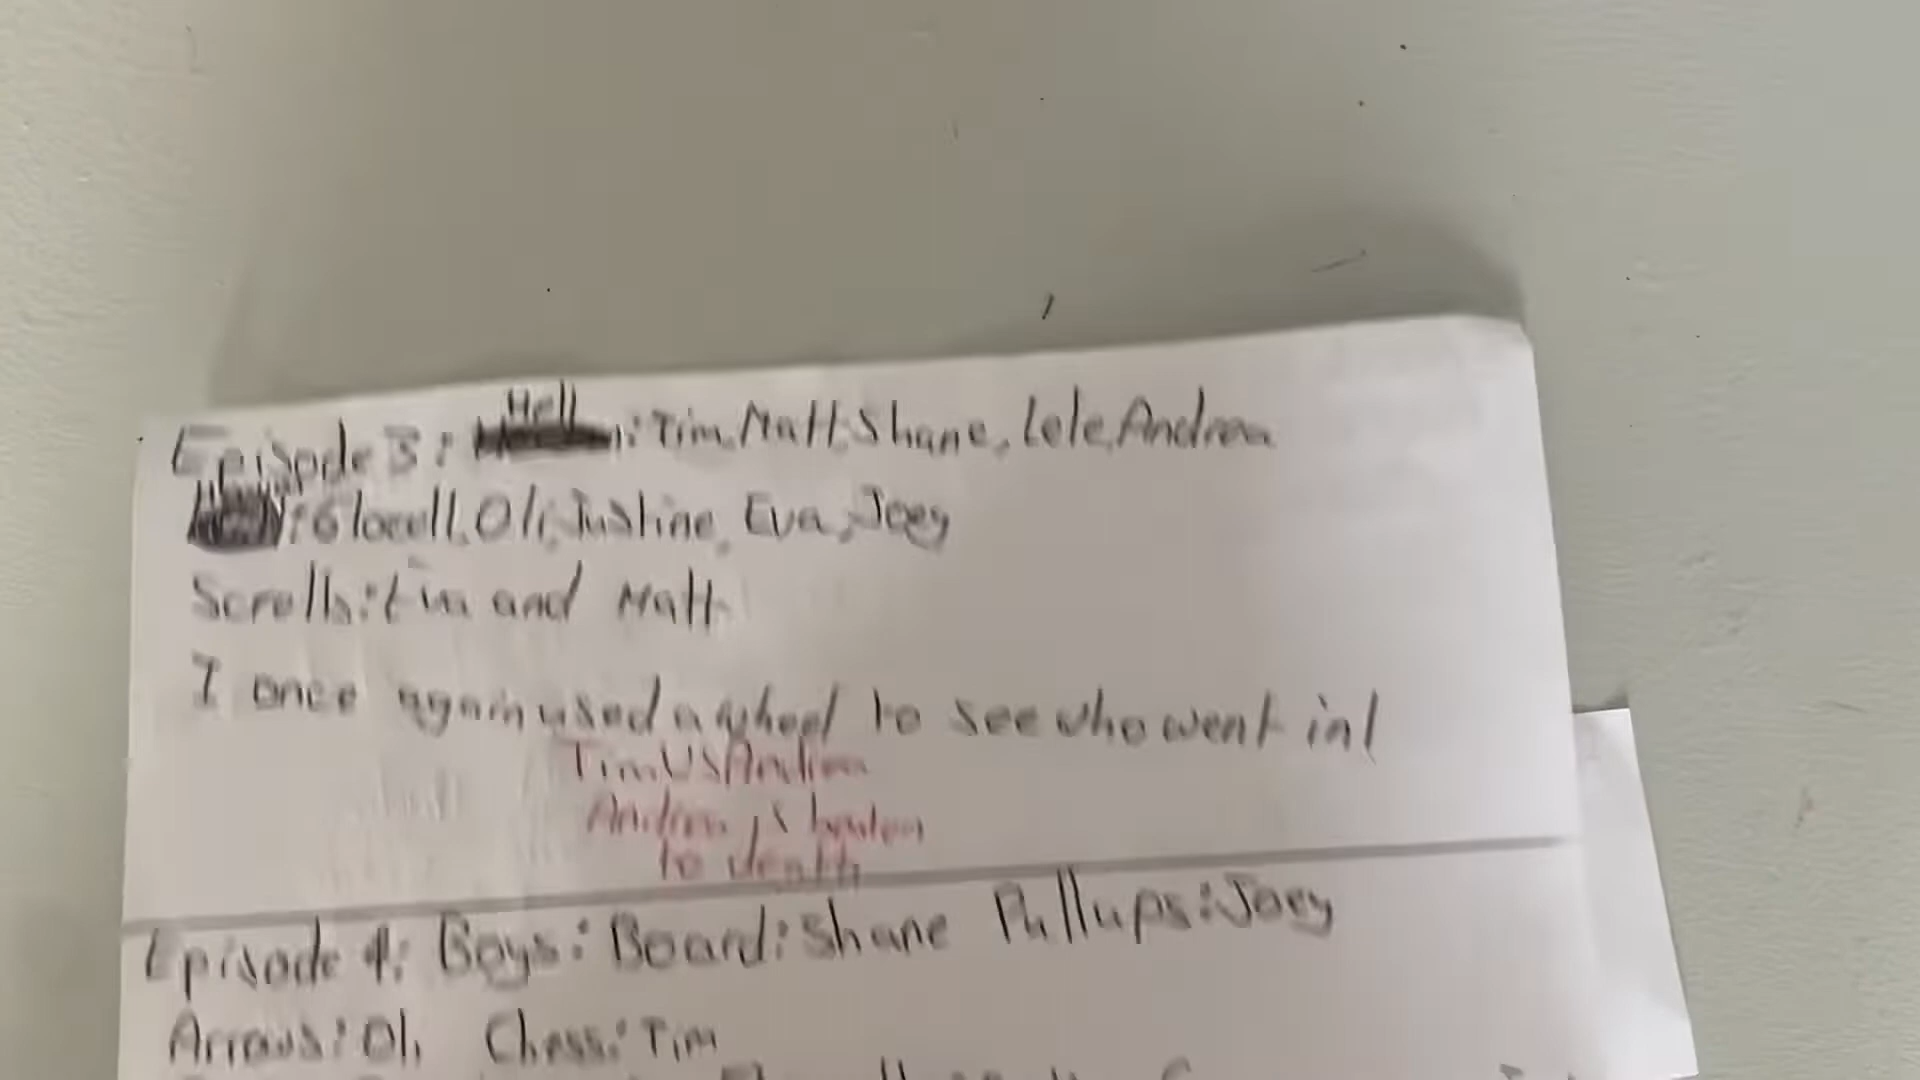 Hell
Episode 3: : Tim, Matt, Shane, Lele, Andrea
: Glozell, Oli, Justine, Eva, Joey
Scrolls: Tim and Matt
I once again used a wheel to see who went in!
Tim VS Andrea
Andrea is beaten
to death
Episode 4: Boys: Board: Shane Pullups: Joey
Arrows: Oli Chess: Tim